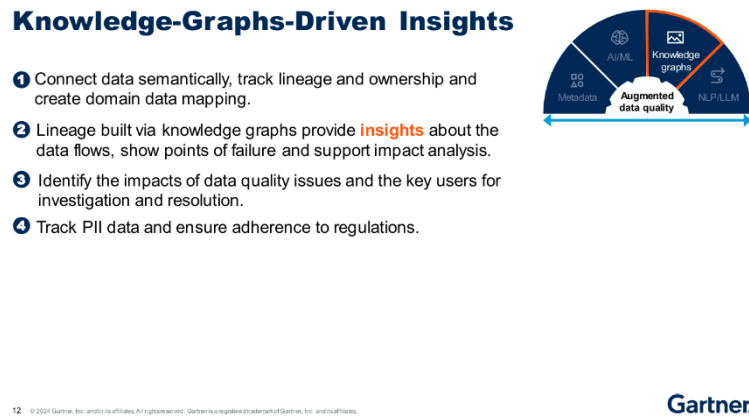 Knowledge-Graphs-Driven Insights
1 Connect data semantically, track lineage and ownership and
create domain data mapping.
2 Lineage built via knowledge graphs provide insights about the
data flows, show points of failure and support impact analysis.
3 Identify the impacts of data quality issues and the key users for
investigation and resolution.
4 Track PII data and ensure adherence to regulations.
Metadata
AI/ML
Knowledge
graphs
NLP/LLM
Augmented
data quality
12 © 2024 Gartner, Inc. and/or its affiliates. All rights reserved. Gartner is a registered trademark of Gartner, Inc. and its affiliates.
Gartner